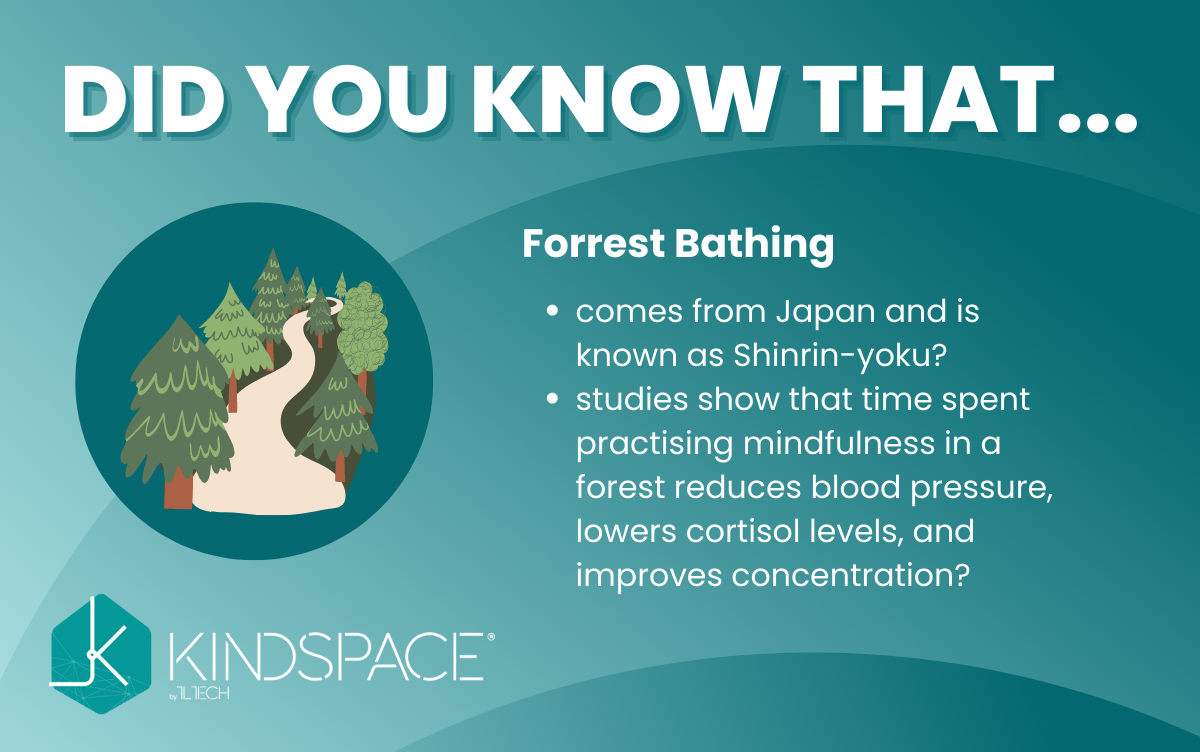 DID YOU KNOW THAT...
Forrest Bathing
• comes from Japan and is
known as Shinrin-yoku?
• studies show that time spent
practising mindfulness in a
forest reduces blood pressure,
lowers cortisol levels, and
improves concentration?
KINDSPACE®
by 1L1TECH